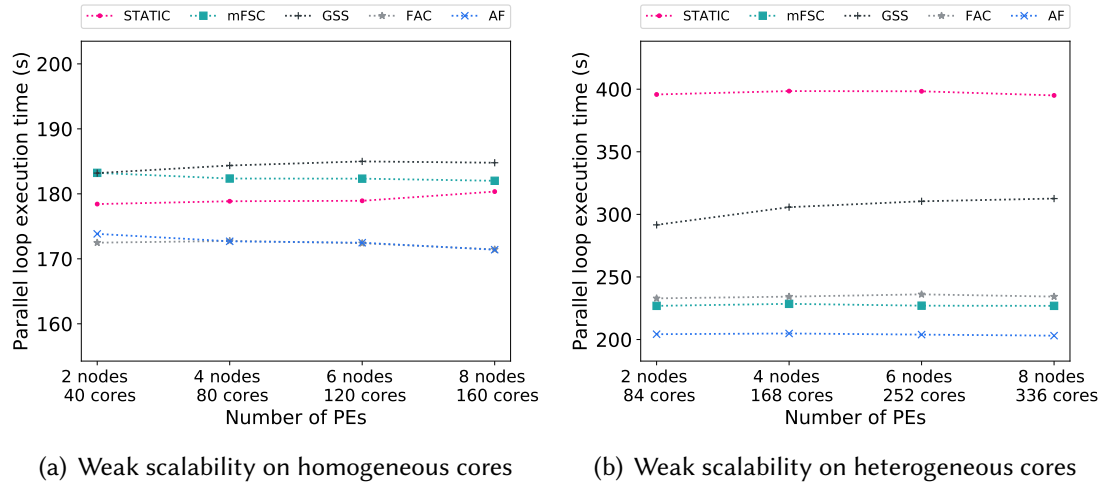 STATIC mFSC GSS FAC AF
Parallel loop execution time (s)
200
190
180
170
160
2 nodes 4 nodes 6 nodes 8 nodes
40 cores 80 cores 120 cores 160 cores
Number of PEs
(a) Weak scalability on homogeneous cores
STATIC mFSC GSS FAC AF
Parallel loop execution time (s)
400
350
300
250
200
2 nodes 4 nodes 6 nodes 8 nodes
84 cores 168 cores 252 cores 336 cores
Number of PEs
(b) Weak scalability on heterogeneous cores